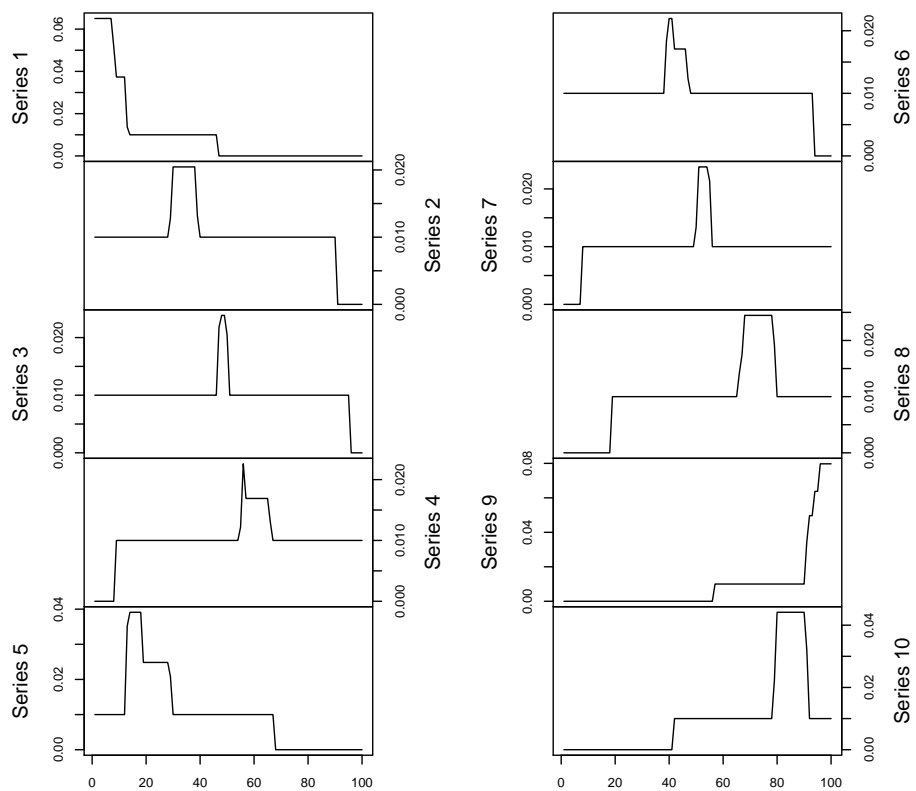 Series 1
0.00 0.02 0.04 0.06
Series 2
0.000 0.010 0.020
Series 3
0.000 0.010 0.020
Series 4
0.000 0.010 0.020
Series 5
0.00 0.02 0.04
0 20 40 60 80 100
Series 6
0.000 0.010 0.020
Series 7
0.000 0.010 0.020
Series 8
0.000 0.010 0.020
Series 9
0.00 0.04 0.08
Series 10
0.00 0.02 0.04
0 20 40 60 80 100